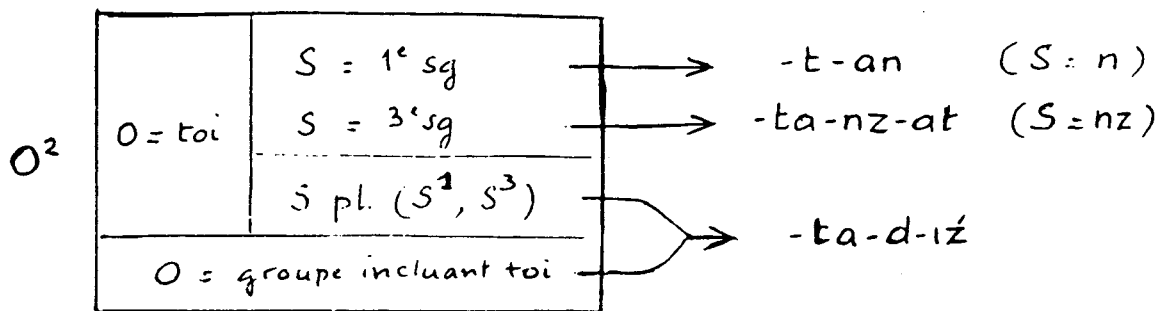 S = 1ᵉ sg → -t-an (S = n)
O² O = toi S = 3ᵉ sg → -ta-nz-at (S = nz)
S pl. (S¹, S³)
→ -ta-d-ıź
O = groupe incluant toi